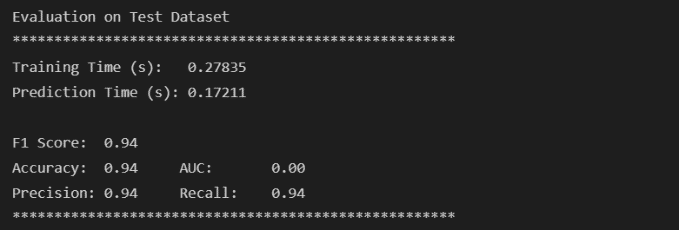 Evaluation on Test Dataset
*****************************************************
Training Time (s):   0.27835
Prediction Time (s): 0.17211
F1 Score:  0.94
Accuracy:  0.94     AUC:       0.00
Precision: 0.94     Recall:    0.94
*****************************************************